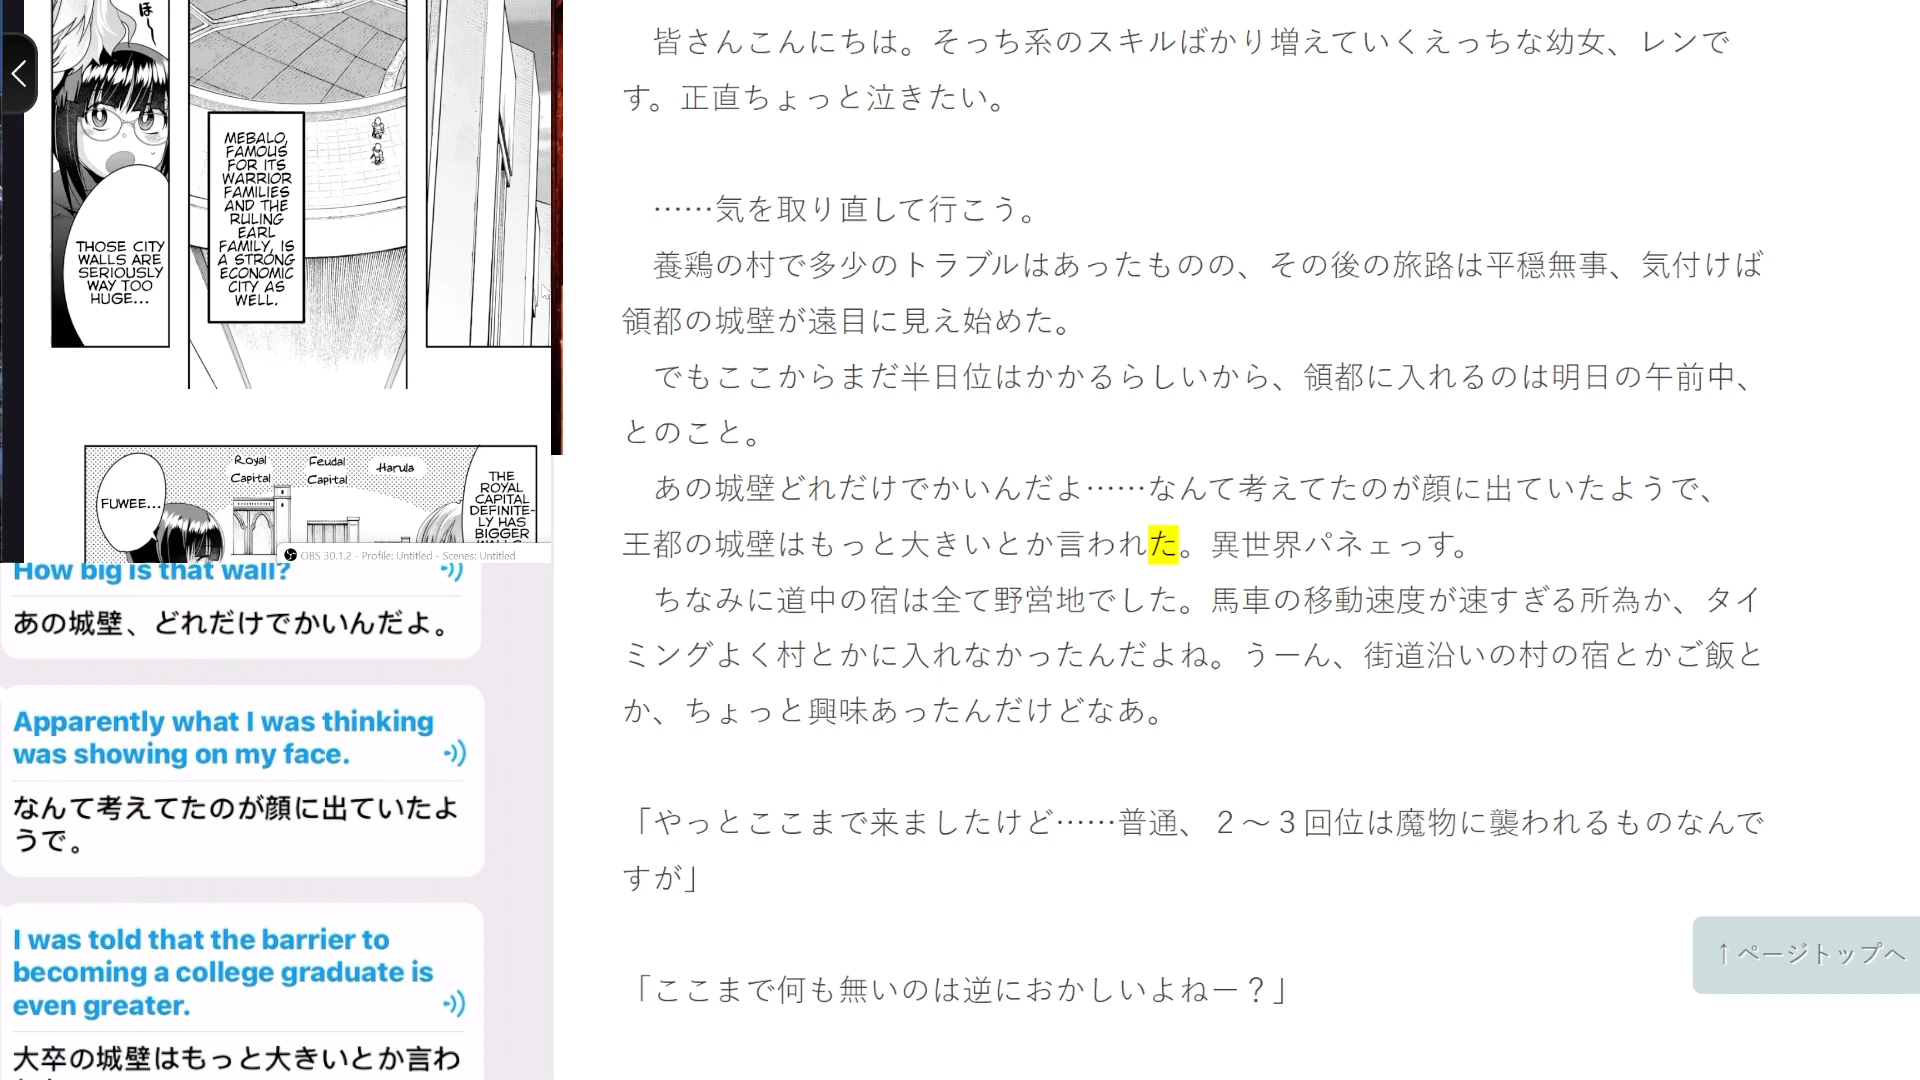 ほ〜
THOSE CITY
WALLS ARE
SERIOUSLY
WAY TOO
HUGE...
MEBALO,
FAMOUS
FOR ITS
WARRIOR
FAMILIES
AND THE
RULING
EARL
FAMILY, IS
A STRONG
ECONOMIC
CITY AS
WELL.
FUWEE...
Royal
Capital
Feudal
Capital
Harula
THE
ROYAL
CAPITAL
DEFINITE-
LY HAS
BIGGER
OBS 30.1.2 - Profile: Untitled - Scenes: Untitled
How big is that wall?
あの城壁、どれだけでかいんだよ。
Apparently what I was thinking
was showing on my face.
なんて考えてたのが顔に出ていたよ
うで。
I was told that the barrier to
becoming a college graduate is
even greater.
大卒の城壁はもっと大きいとか言わ
皆さんこんにちは。そっち系のスキルばかり増えていくえっちな幼女、レンで
す。正直ちょっと泣きたい。
……気を取り直して行こう。
養鶏の村で多少のトラブルはあったものの、その後の旅路は平穏無事、気付けば
領都の城壁が遠目に見え始めた。
でもここからまだ半日位はかかるらしいから、領都に入れるのは明日の午前中、
とのこと。
あの城壁どれだけでかいんだよ……なんて考えてたのが顔に出ていたようで、
王都の城壁はもっと大きいとか言われた。異世界パネェっす。
ちなみに道中の宿は全て野営地でした。馬車の移動速度が速すぎる所為か、タイ
ミングよく村とかに入れなかったんだよね。うーん、街道沿いの村の宿とかご飯と
か、ちょっと興味あったんだけどなあ。
「やっとここまで来ましたけど……普通、２～３回位は魔物に襲われるものなんで
すが」
「ここまで何も無いのは逆におかしいよねー？」
↑ページトップへ